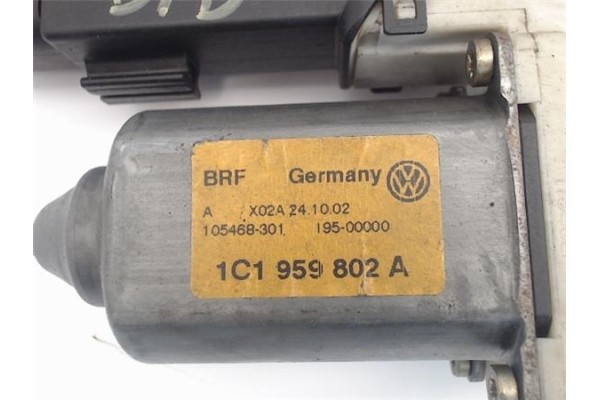 BRF Germany
A X02A 24.10.02
105468-301 195-00000
1C1 959 802 A